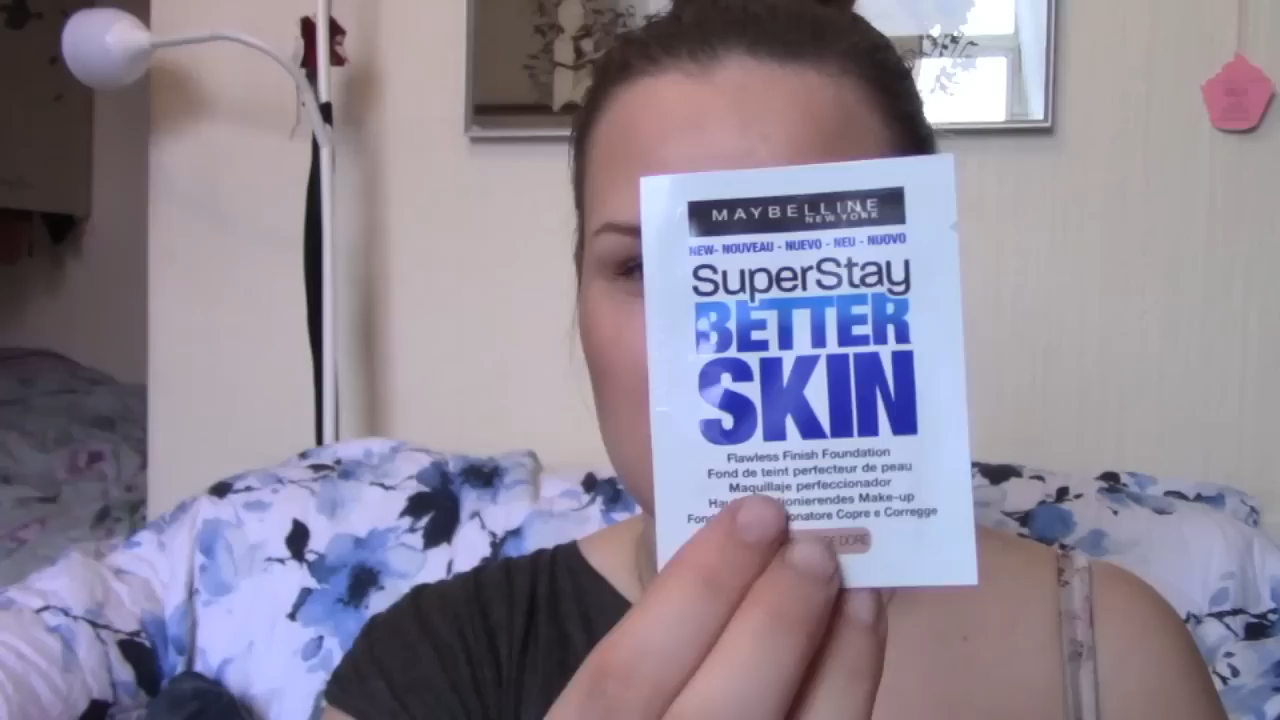 MAYBELLINE
NEW YORK
NEW- NOUVEAU - NUEVO - NEU - NUOVO
SuperStay
BETTER
SKIN
Flawless Finish Foundation
Fond de teint perfecteur de peau
Maquillaje perfeccionador
Make-up
Copre e Corregge
DORE